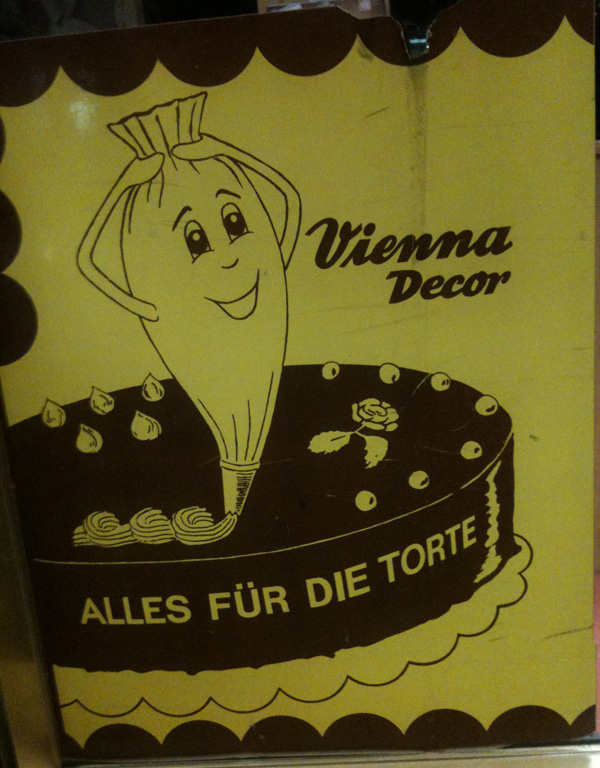 Vienna
Decor
ALLES FÜR DIE TORTE